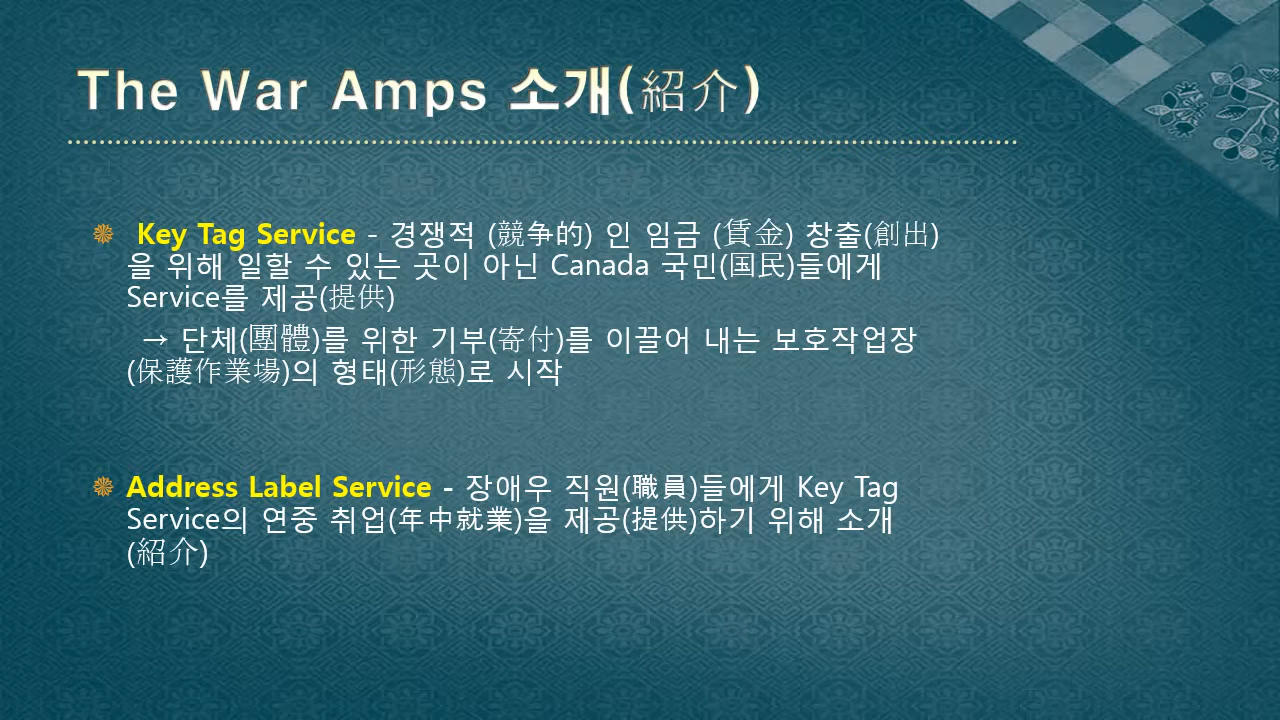 The War Amps 소개(紹介)
Key Tag Service - 경쟁적 (競争的) 인 임금 (賃金) 창출(創出)
을 위해 일할 수 있는 곳이 아닌 Canada 국민(国民)들에게
Service를 제공(提供)
→ 단체(團體)를 위한 기부(寄付)를 이끌어 내는 보호작업장
(保護作業場)의 형태(形態)로 시작
Address Label Service - 장애우 직원(職員)들에게 Key Tag
Service의 연중 취업(年中就業)을 제공(提供)하기 위해 소개
(紹介)